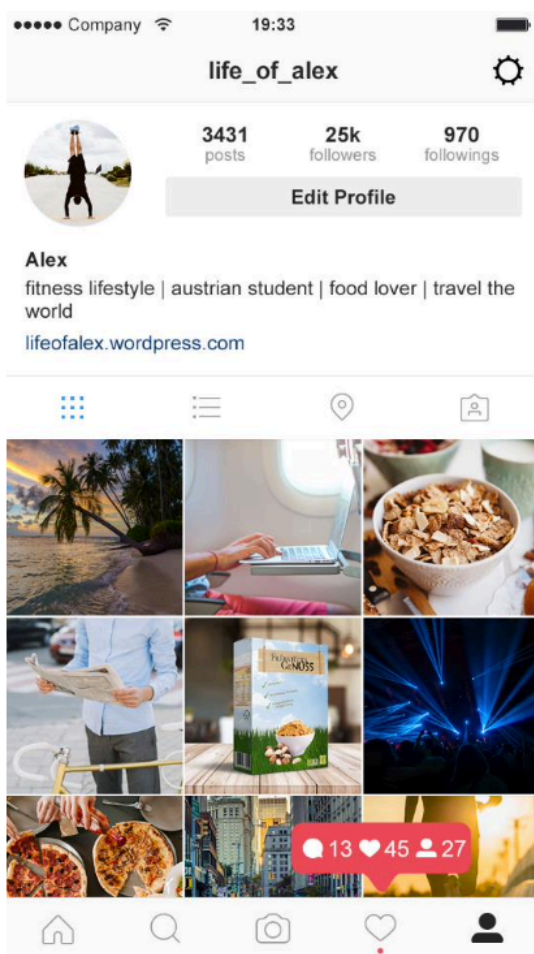 Company 19:33
life_of_alex
3431 25k 970
posts followers followings
Edit Profile
Alex
fitness lifestyle | austrian student | food lover | travel the
world
lifeofalex.wordpress.com
GENUSS
13 45 27